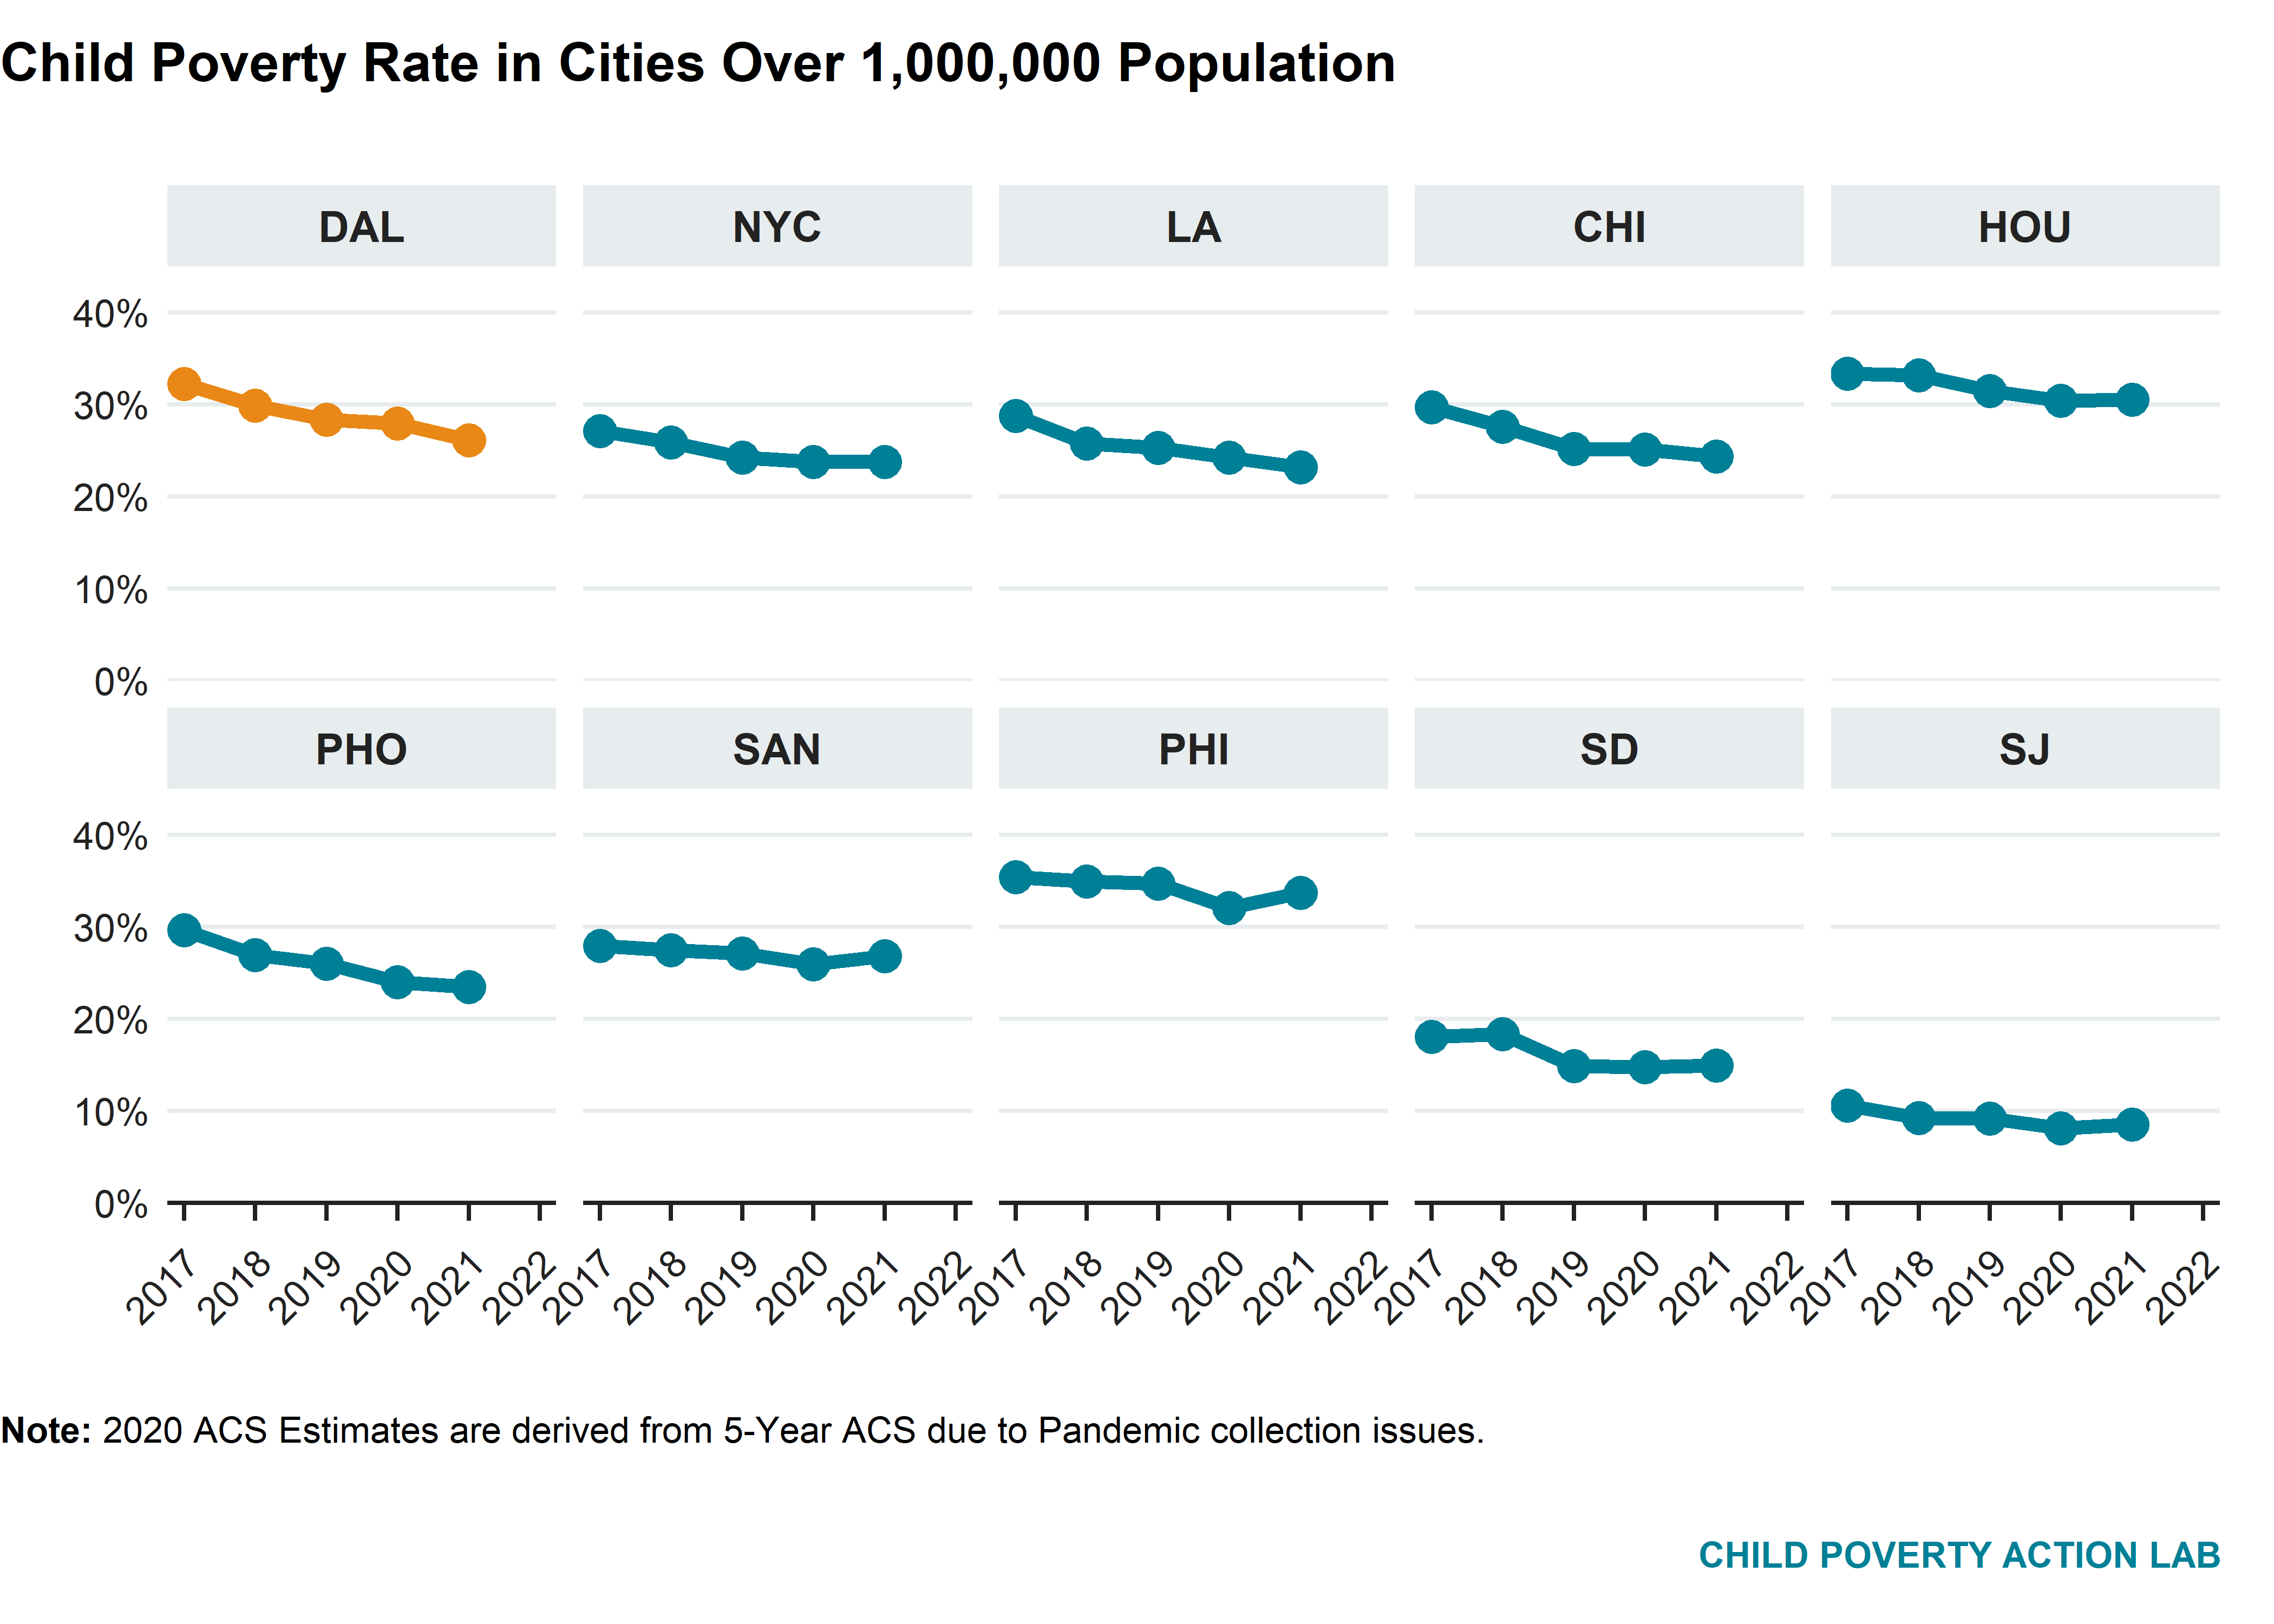 Child Poverty Rate in Cities Over 1,000,000 Population
DAL NYC LA CHI HOU
40%
30%
20%
10%
0%
PHO SAN PHI SD SJ
40%
30%
20%
10%
0%
2017 2018 2019 2020 2021 2022 2017 2018 2019 2020 2021 2022 2017 2018 2019 2020 2021 2022 2017 2018 2019 2020 2021 2022 2017 2018 2019 2020 2021 2022
Note: 2020 ACS Estimates are derived from 5-Year ACS due to Pandemic collection issues.
CHILD POVERTY ACTION LAB